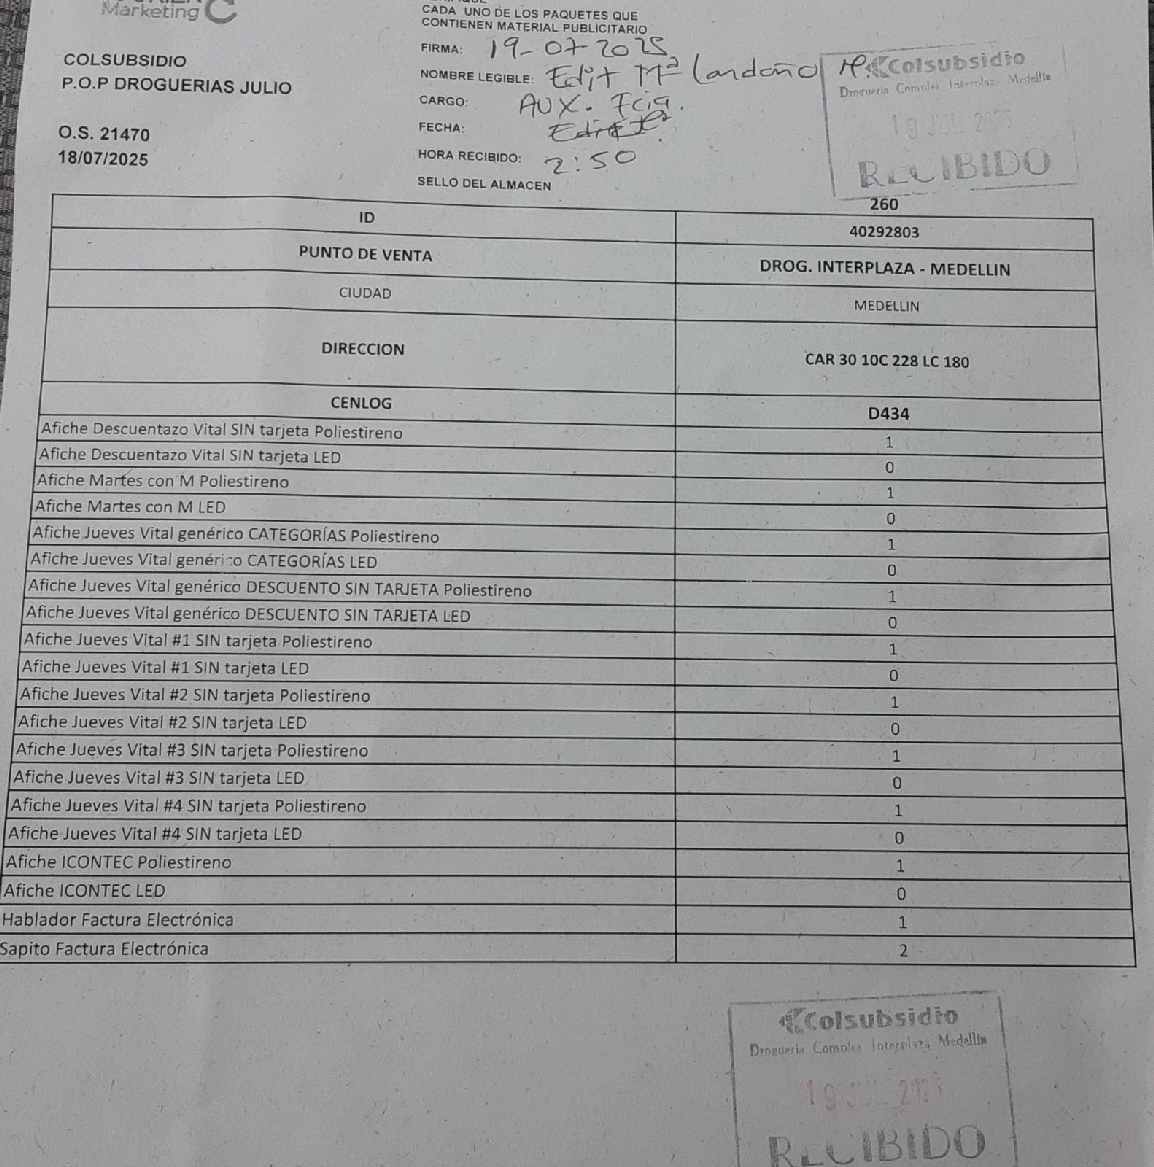 Marketing C
CADA UNO DE LOS PAQUETES QUE
CONTIENEN MATERIAL PUBLICITARIO
COLSUBSIDIO
P.O.P DROGUERIAS JULIO
O.S. 21470
18/07/2025
FIRMA: 19-07-2025
NOMBRE LEGIBLE: Edit Mª Londoño
CARGO: AUX. Fcia.
FECHA:
HORA RECIBIDO: 2:50
SELLO DEL ALMACEN
Colsubsidio
Drogueria Comoles Interplaza Medellin
19 JUL 2025
RECIBIDO
260
ID 40292803
PUNTO DE VENTA DROG. INTERPLAZA - MEDELLIN
CIUDAD MEDELLIN
DIRECCION CAR 30 10C 228 LC 180
CENLOG D434
Afiche Descuentazo Vital SIN tarjeta Poliestireno 1
Afiche Descuentazo Vital SIN tarjeta LED 0
Afiche Martes con M Poliestireno 1
Afiche Martes con M LED 0
Afiche Jueves Vital genérico CATEGORÍAS Poliestireno 1
Afiche Jueves Vital genérico CATEGORÍAS LED 0
Afiche Jueves Vital genérico DESCUENTO SIN TARJETA Poliestireno 1
Afiche Jueves Vital genérico DESCUENTO SIN TARJETA LED 0
Afiche Jueves Vital #1 SIN tarjeta Poliestireno 1
Afiche Jueves Vital #1 SIN tarjeta LED 0
Afiche Jueves Vital #2 SIN tarjeta Poliestireno 1
Afiche Jueves Vital #2 SIN tarjeta LED 0
Afiche Jueves Vital #3 SIN tarjeta Poliestireno 1
Afiche Jueves Vital #3 SIN tarjeta LED 0
Afiche Jueves Vital #4 SIN tarjeta Poliestireno 1
Afiche Jueves Vital #4 SIN tarjeta LED 0
Afiche ICONTEC Poliestireno 1
Afiche ICONTEC LED 0
Hablador Factura Electrónica 1
Sapito Factura Electrónica 2
Colsubsidio
Drogueria Comoles Interplaza Medellin
19 JUL 2025
RECIBIDO